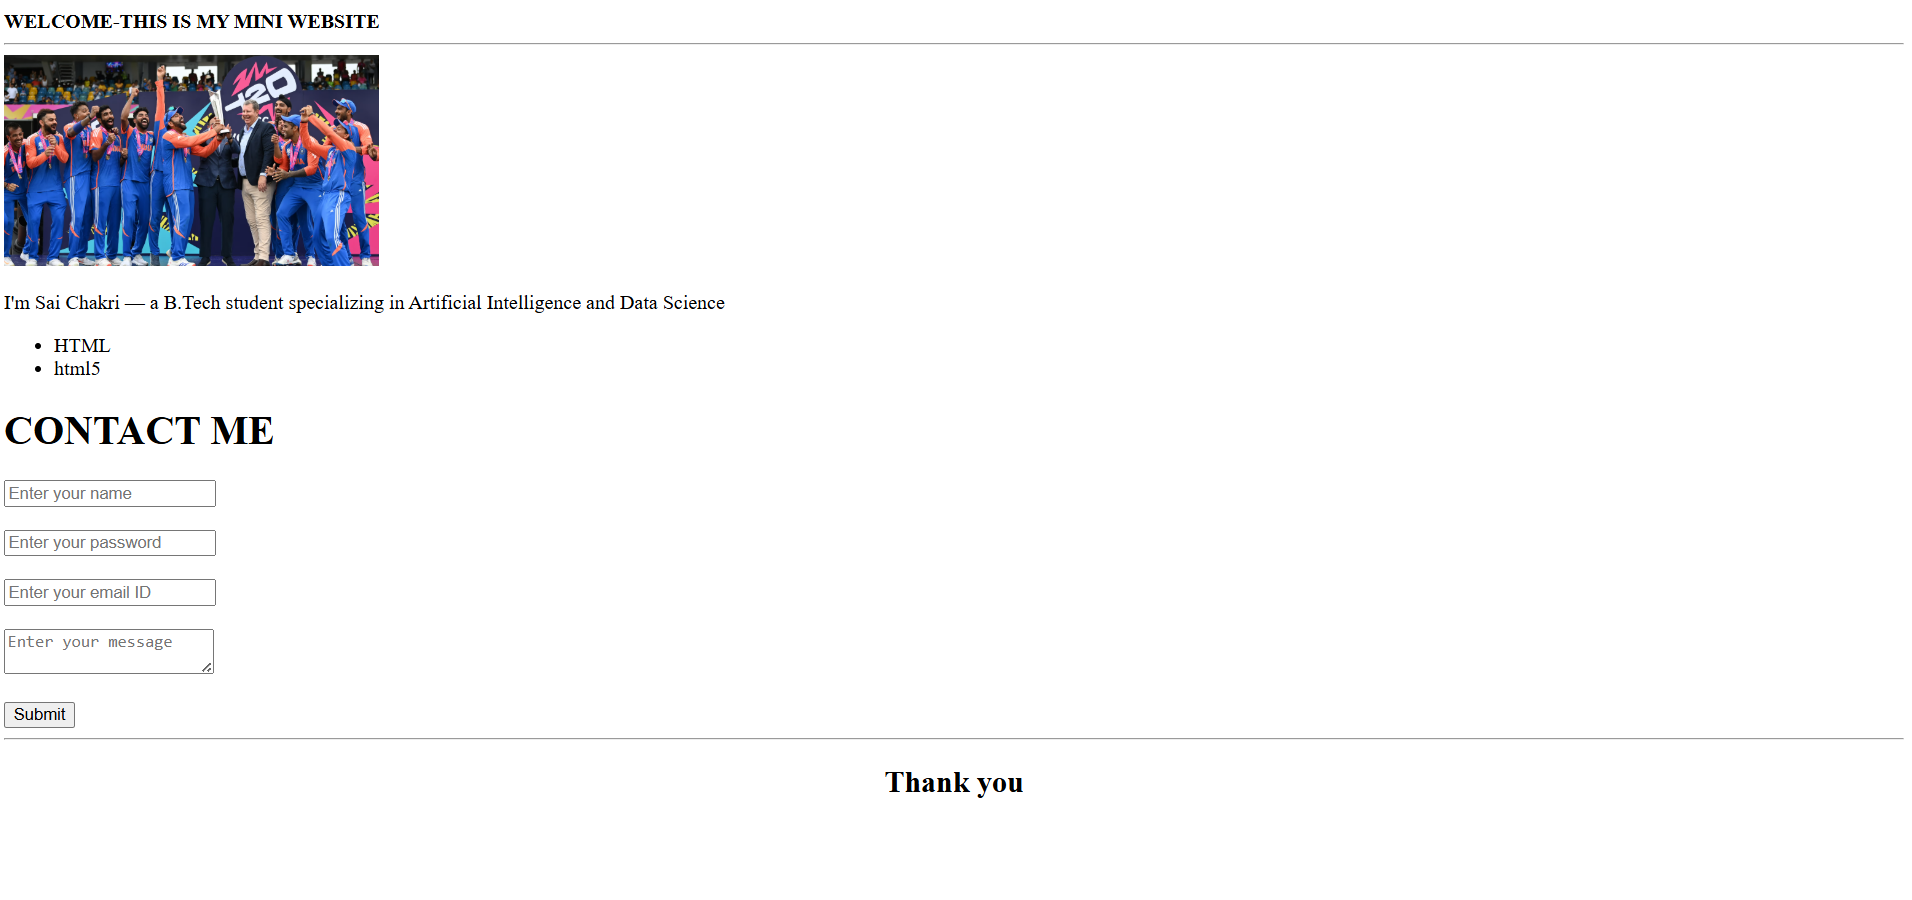 WELCOME-THIS IS MY MINI WEBSITE
T20
I'm Sai Chakri — a B.Tech student specializing in Artificial Intelligence and Data Science
HTML
html5
CONTACT ME
Enter your name
Enter your password
Enter your email ID
Enter your message
Submit
Thank you